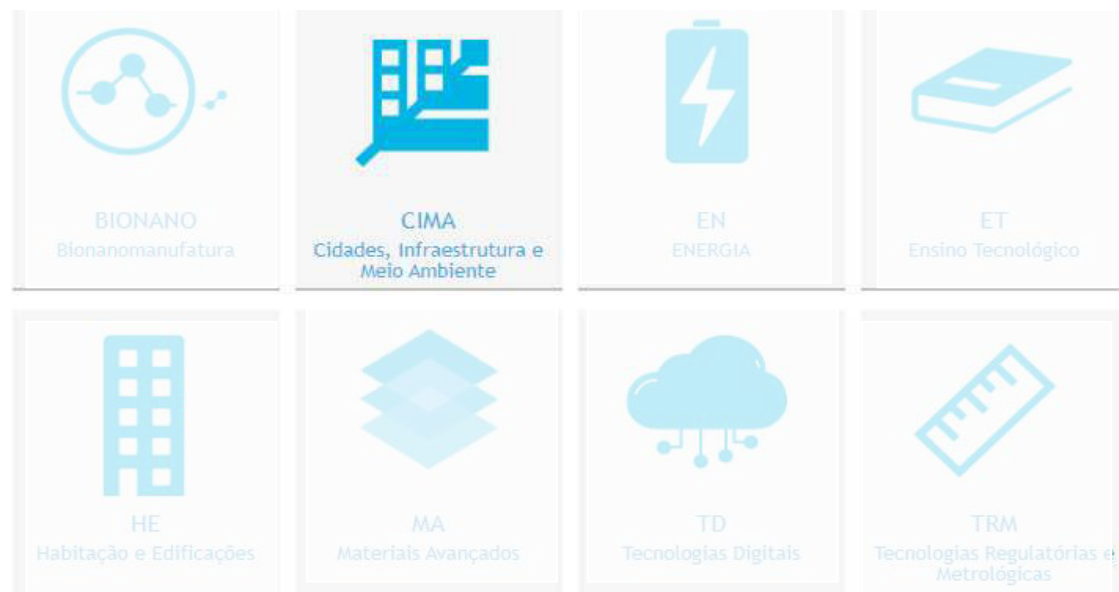 BIONANO
Bionanomanufatura
CIMA
Cidades, Infraestrutura e
Meio Ambiente
EN
ENERGIA
ET
Ensino Tecnológico
HE
Habitação e Edificações
MA
Materiais Avançados
TD
Tecnologias Digitais
TRM
Tecnologias Regulatórias e
Metrológicas